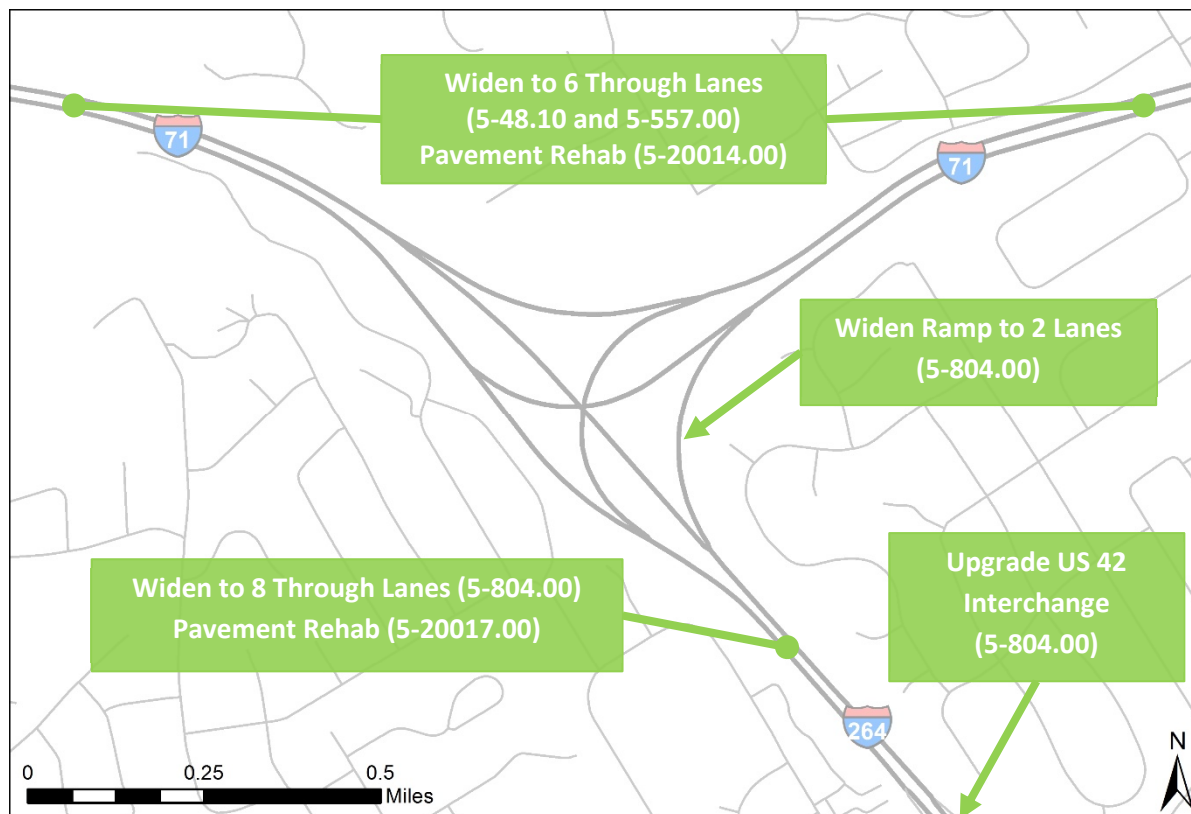 Widen to 6 Through Lanes
(5-48.10 and 5-557.00)
Pavement Rehab (5-20014.00)
71
71
Widen Ramp to 2 Lanes
(5-804.00)
Widen to 8 Through Lanes (5-804.00)
Pavement Rehab (5-20017.00)
Upgrade US 42
Interchange
(5-804.00)
264
N
0 0.25 0.5
Miles